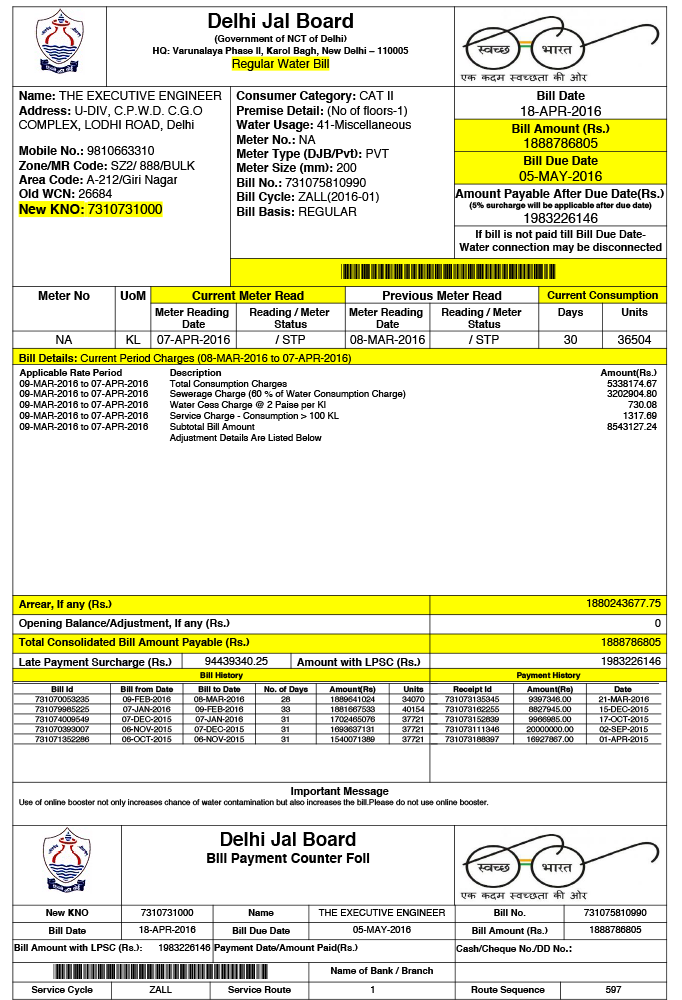 Delhi Jal Board
(Government of NCT of Delhi)
HQ: Varunalaya Phase II, Karol Bagh, New Delhi – 110005
Regular Water Bill
स्वच्छ भारत
एक कदम स्वच्छता की ओर
Name: THE EXECUTIVE ENGINEER
Address: U-DIV, C.P.W.D. C.G.O
COMPLEX, LODHI ROAD, Delhi
Mobile No.: 9810663310
Zone/MR Code: SZ2/ 888/BULK
Area Code: A-212/Giri Nagar
Old WCN: 26684
New KNO: 7310731000
Consumer Category: CAT II
Premise Detail: (No of floors-1)
Water Usage: 41-Miscellaneous
Meter No.: NA
Meter Type (DJB/Pvt): PVT
Meter Size (mm): 200
Bill No.: 731075810990
Bill Cycle: ZALL(2016-01)
Bill Basis: REGULAR
Bill Date
18-APR-2016
Bill Amount (Rs.)
1888786805
Bill Due Date
05-MAY-2016
Amount Payable After Due Date(Rs.)
(5% surcharge will be applicable after due date)
1983226146
If bill is not paid till Bill Due Date-
Water connection may be disconnected
Meter No UoM Current Meter Read Previous Meter Read Current Consumption
Meter Reading Date Reading / Meter Status Meter Reading Date Reading / Meter Status Days Units
NA KL 07-APR-2016 / STP 08-MAR-2016 / STP 30 36504
Bill Details: Current Period Charges (08-MAR-2016 to 07-APR-2016)
Applicable Rate Period Description Amount(Rs.)
09-MAR-2016 to 07-APR-2016 Total Consumption Charges 5338174.67
09-MAR-2016 to 07-APR-2016 Sewerage Charge (60 % of Water Consumption Charge) 3202904.80
09-MAR-2016 to 07-APR-2016 Water Cess Charge @ 2 Paise per Kl 730.08
09-MAR-2016 to 07-APR-2016 Service Charge - Consumption > 100 KL 1317.69
09-MAR-2016 to 07-APR-2016 Subtotal Bill Amount 8543127.24
Adjustment Details Are Listed Below
Arrear, If any (Rs.) 1880243677.75
Opening Balance/Adjustment, If any (Rs.) 0
Total Consolidated Bill Amount Payable (Rs.) 1888786805
Late Payment Surcharge (Rs.) 94439340.25 Amount with LPSC (Rs.) 1983226146
Bill History Payment History
Bill Id Bill from Date Bill to Date No. of Days Amount(Rs) Units Receipt Id Amount(Rs) Date
731070053235 09-FEB-2016 08-MAR-2016 28 1889641024 34070 731073135345 9397346.00 21-MAR-2016
731079985225 07-JAN-2016 09-FEB-2016 33 1881667533 40154 731073162255 8827945.00 15-DEC-2015
731074009549 07-DEC-2015 07-JAN-2016 31 1702465076 37721 731073152839 9966985.00 17-OCT-2015
731070393007 06-NOV-2015 07-DEC-2015 31 1693637131 37721 731073111346 20000000.00 02-SEP-2015
731071352286 06-OCT-2015 06-NOV-2015 31 1540071389 37721 731073188397 16927867.00 01-APR-2015
Important Message
Use of online booster not only increases chance of water contamination but also increases the bill.Please do not use online booster.
Delhi Jal Board
Bill Payment Counter Foil
स्वच्छ भारत
एक कदम स्वच्छता की ओर
New KNO 7310731000 Name THE EXECUTIVE ENGINEER Bill No. 731075810990
Bill Date 18-APR-2016 Bill Due Date 05-MAY-2016 Bill Amount (Rs.) 1888786805
Bill Amount with LPSC (Rs.): 1983226146 Payment Date/Amount Paid(Rs.) Cash/Cheque No./DD No.:
Name of Bank / Branch
Service Cycle ZALL Service Route 1 Route Sequence 597